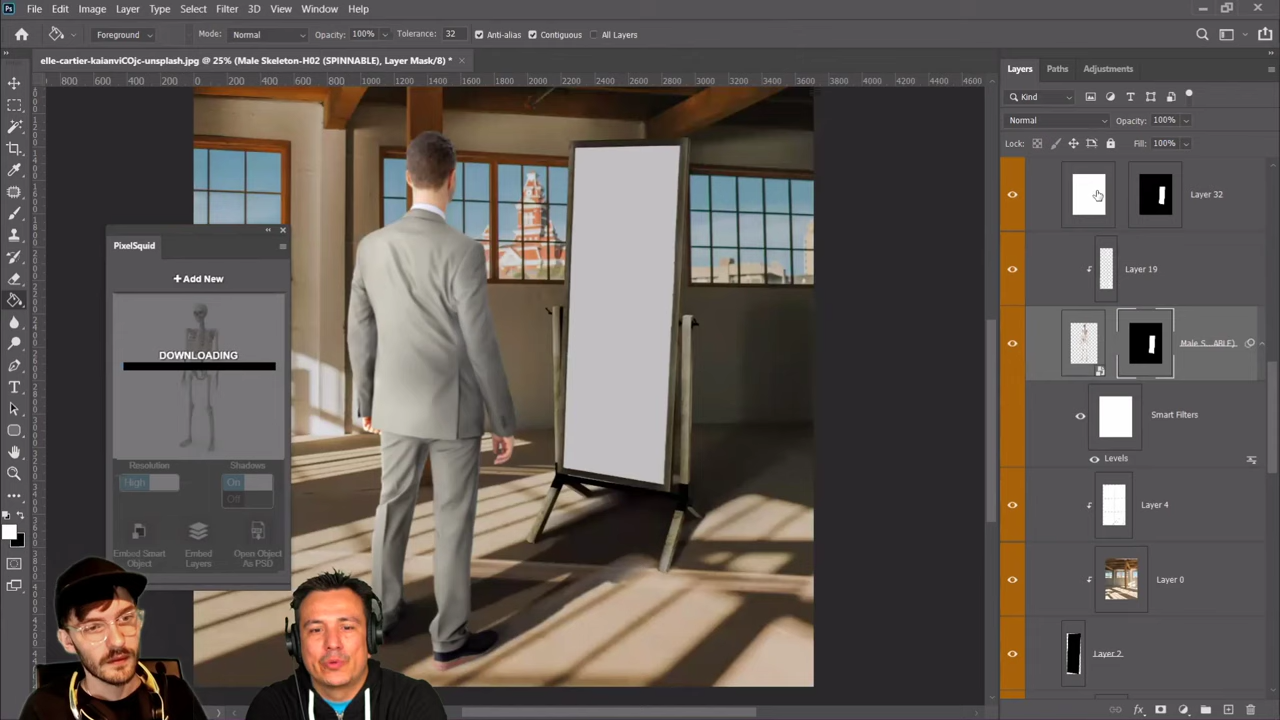 Ps File Edit Image Layer Type Select Filter 3D View Window Help
Foreground Mode: Normal Opacity: 100% Tolerance: 32 Anti-alias Contiguous All Layers
elle-cartier-kaianviCOjc-unsplash.jpg @ 25% (Male Skeleton-H02 (SPINNABLE), Layer Mask/8) *
800 600 400 200 0 200 400 600 800 1000 1200 1400 1600 1800 2000 2200 2400 2600 2800 3000 3200 3400 3600 3800 4000 4200 4400 4600
PixelSquid
+ Add New
DOWNLOADING
Resolution Shadows
High On
Off
Embed Smart Object
Embed Layers
Open Object As PSD
Layers Paths Adjustments
Kind
Normal Opacity: 100%
Lock: Fill: 100%
Layer 32
Layer 19
Male S...ABLE)
Smart Filters
Levels
Layer 4
Layer 0
Layer 2